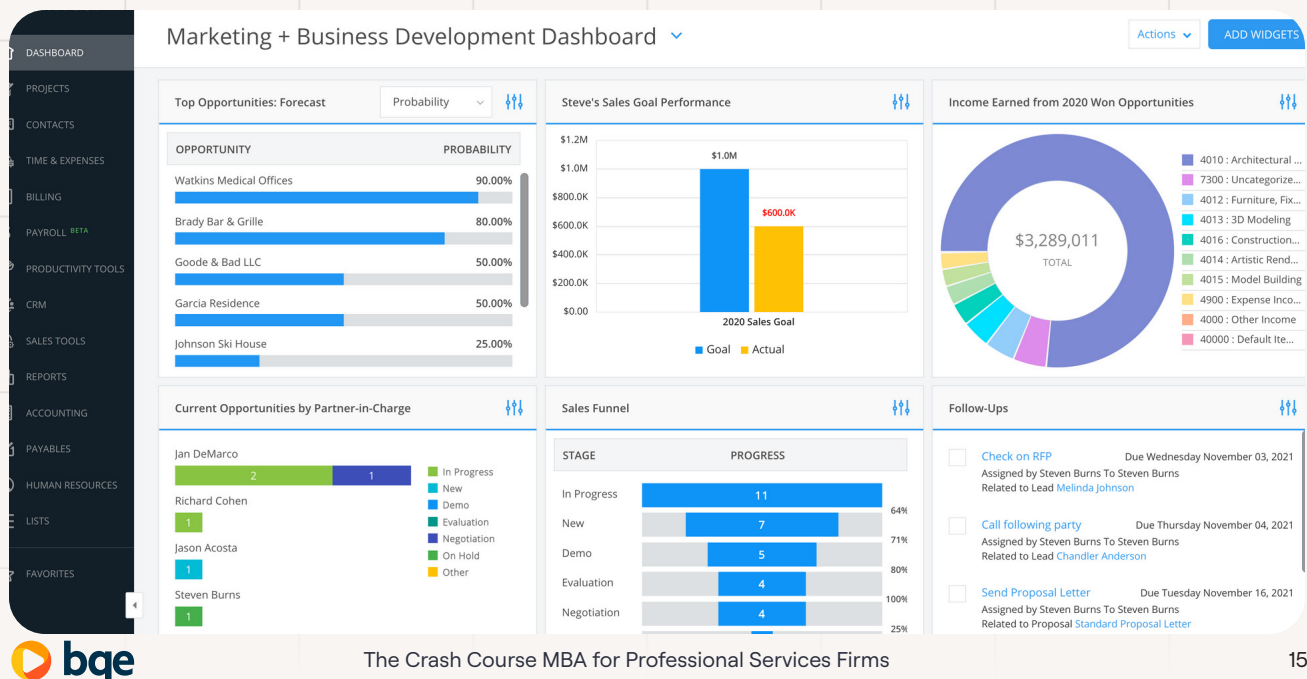 Marketing + Business Development Dashboard
Actions
ADD WIDGETS
DASHBOARD
PROJECTS
CONTACTS
TIME & EXPENSES
BILLING
PAYROLL BETA
PRODUCTIVITY TOOLS
CRM
SALES TOOLS
REPORTS
ACCOUNTING
PAYABLES
HUMAN RESOURCES
LISTS
FAVORITES
Top Opportunities: Forecast
Probability
OPPORTUNITY PROBABILITY
Watkins Medical Offices 90.00%
Brady Bar & Grille 80.00%
Goode & Bad LLC 50.00%
Garcia Residence 50.00%
Johnson Ski House 25.00%
Steve's Sales Goal Performance
$1.2M
$1.0M
$800.0K
$600.0K
$400.0K
$200.0K
$0.00
$1.0M
$600.0K
2020 Sales Goal
Goal Actual
Income Earned from 2020 Won Opportunities
$3,289,011
TOTAL
4010 : Architectural ...
7300 : Uncategorize...
4012 : Furniture, Fix...
4013 : 3D Modeling
4016 : Construction...
4014 : Artistic Rend...
4015 : Model Building
4900 : Expense Inco...
4000 : Other Income
40000 : Default Ite...
Current Opportunities by Partner-in-Charge
Jan DeMarco
2 1
Richard Cohen
1
Jason Acosta
1
Steven Burns
1
In Progress
New
Demo
Evaluation
Negotiation
On Hold
Other
Sales Funnel
STAGE PROGRESS
In Progress 11
64%
New 7
71%
Demo 5
80%
Evaluation 4
100%
Negotiation 4
25%
Follow-Ups
Check on RFP Due Wednesday November 03, 2021
Assigned by Steven Burns To Steven Burns
Related to Lead Melinda Johnson
Call following party Due Thursday November 04, 2021
Assigned by Steven Burns To Steven Burns
Related to Lead Chandler Anderson
Send Proposal Letter Due Tuesday November 16, 2021
Assigned by Steven Burns To Steven Burns
Related to Proposal Standard Proposal Letter
bqe
The Crash Course MBA for Professional Services Firms
15